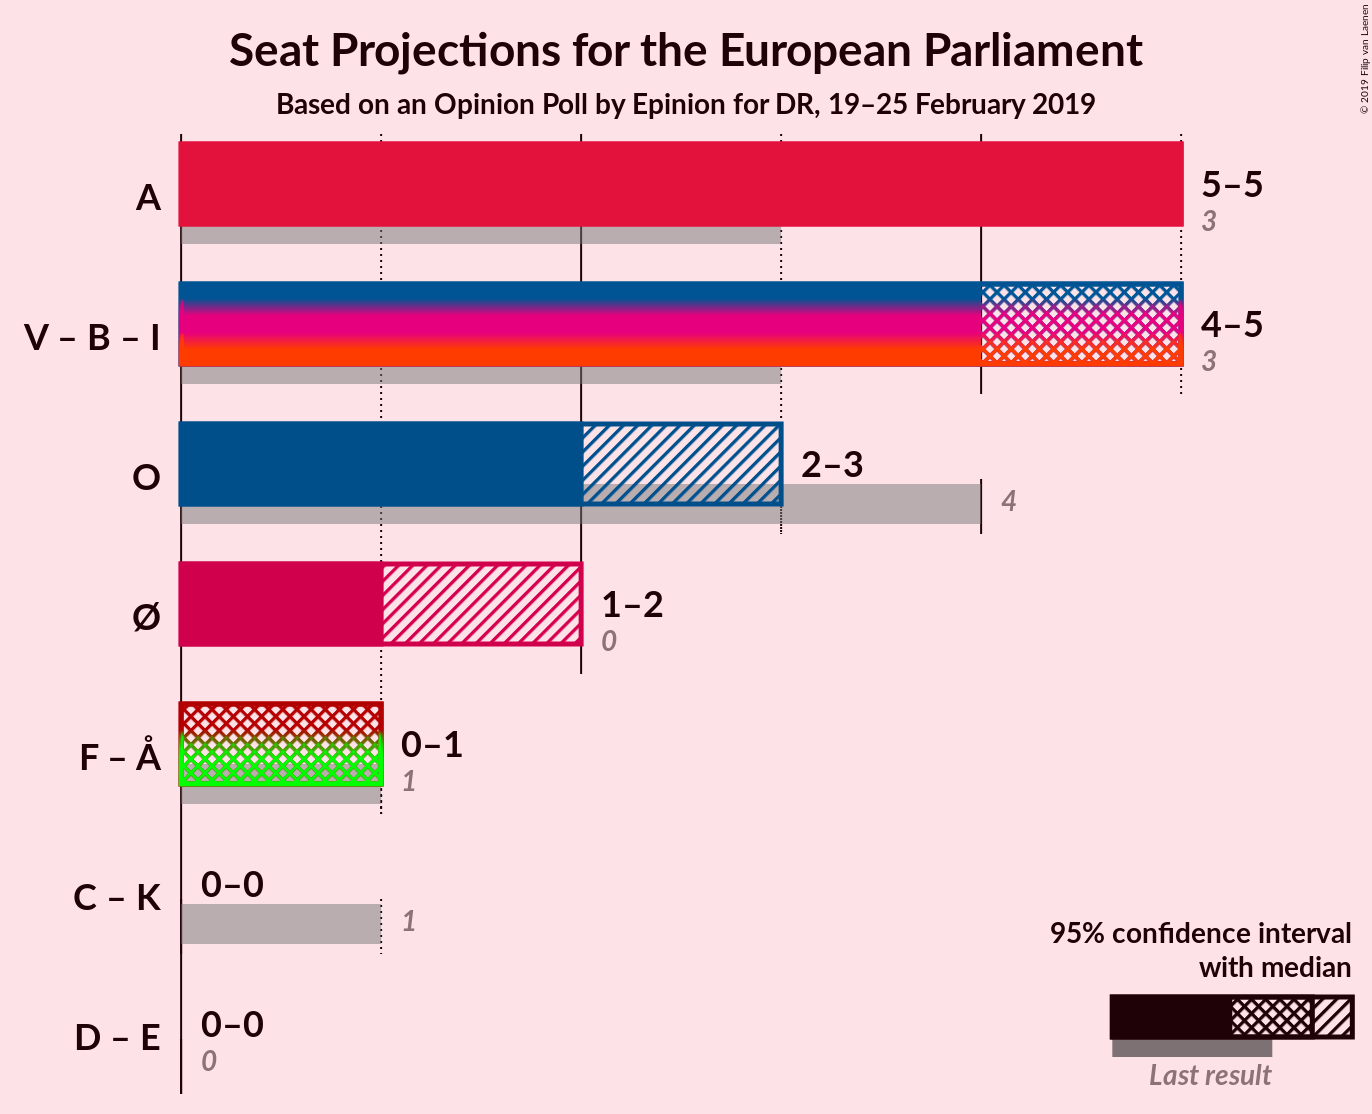 Seat Projections for the European Parliament
Based on an Opinion Poll by Epinion for DR, 19–25 February 2019
© 2019 Filip van Laenen
A
5–5
3
V – B – I
4–5
3
O
2–3
4
Ø
1–2
0
F – Å
0–1
1
C – K
0–0
1
D – E
0–0
0
95% confidence interval
with median
Last result